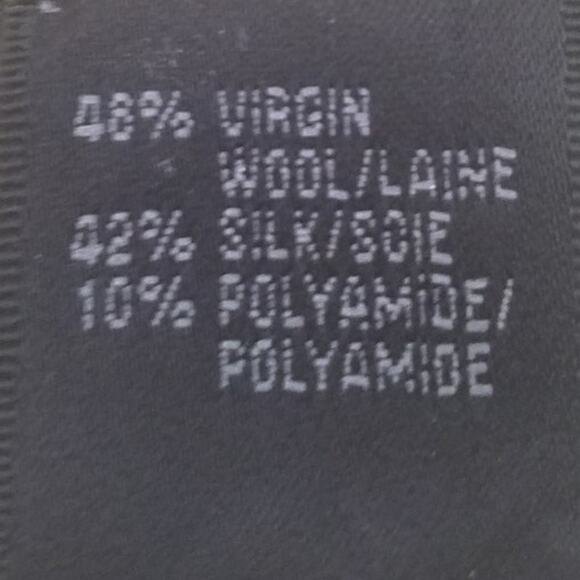 48% VIRGIN
WOOL/LAINE
42% SILK/SOIE
10% POLYAMIDE/
POLYAMIDE